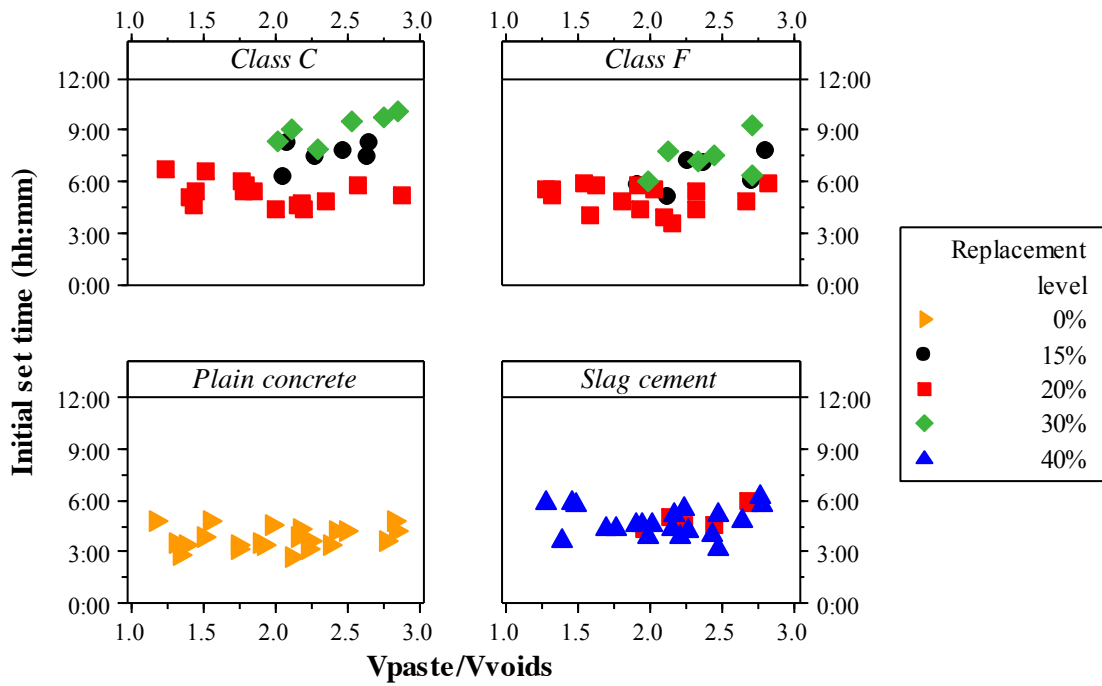 1.0 1.5 2.0 2.5 3.0 1.0 1.5 2.0 2.5 3.0
Class C Class F
12:00 12:00
9:00 9:00
6:00 6:00
3:00 3:00
0:00 0:00
Initial set time (hh:mm)
Replacement
level
0%
15%
20%
30%
40%
Plain concrete Slag cement
12:00 12:00
9:00 9:00
6:00 6:00
3:00 3:00
0:00 0:00
1.0 1.5 2.0 2.5 3.0 1.0 1.5 2.0 2.5 3.0
Vpaste/Vvoids